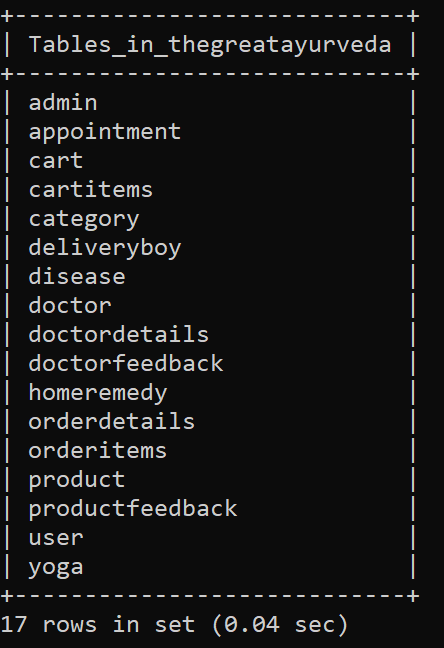 +----------------------------+
| Tables_in_thegreatayurveda |
+----------------------------+
| admin                      |
| appointment                |
| cart                       |
| cartitems                  |
| category                   |
| deliveryboy                |
| disease                    |
| doctor                     |
| doctordetails              |
| doctorfeedback             |
| homeremedy                 |
| orderdetails               |
| orderitems                 |
| product                    |
| productfeedback            |
| user                       |
| yoga                       |
+----------------------------+
17 rows in set (0.04 sec)